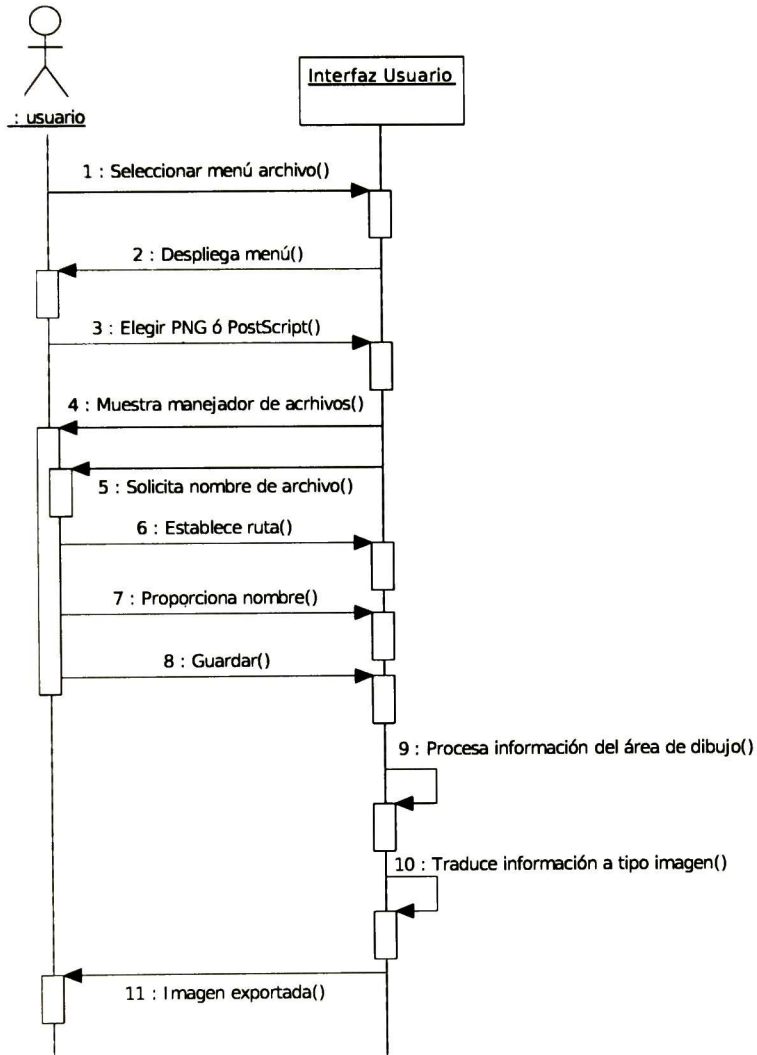 Interfaz Usuario
: usuario
1 : Seleccionar menú archivo()
2 : Despliega menú()
3 : Elegir PNG ó PostScript()
4 : Muestra manejador de acrhivos()
5 : Solicita nombre de archivo()
6 : Establece ruta()
7 : Proporciona nombre()
8 : Guardar()
9 : Procesa información del área de dibujo()
10 : Traduce información a tipo imagen()
11 : Imagen exportada()